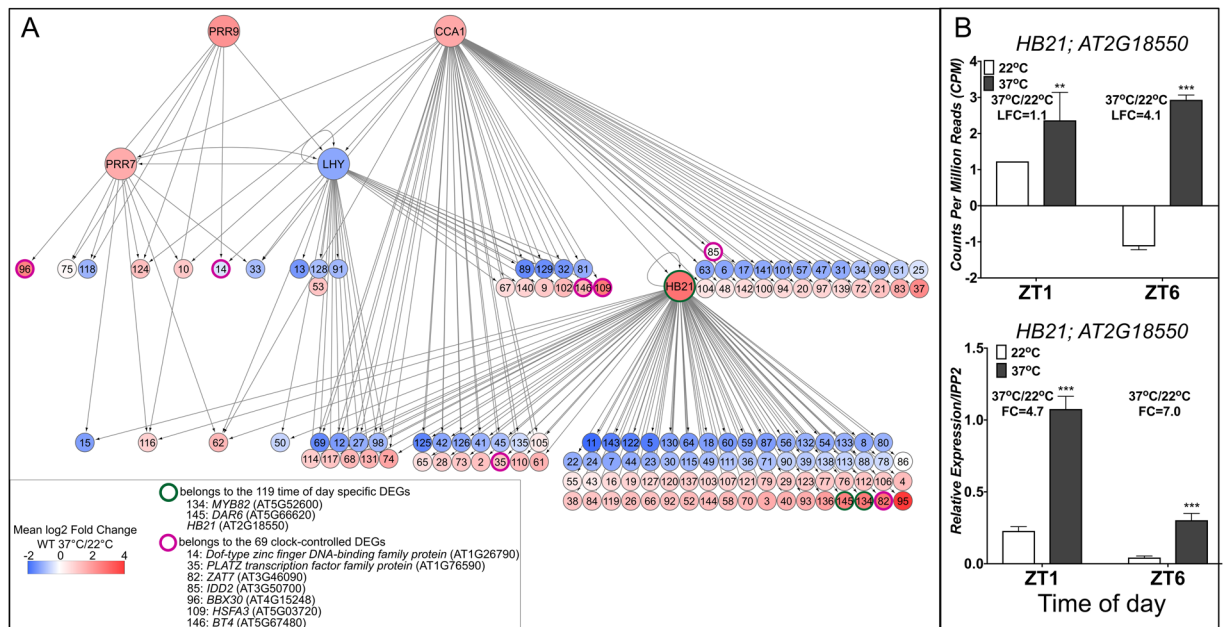 A
PRR9
CCA1
PRR7
LHY
96
75
118
124
10
14
33
13
128
91
53
89
129
32
81
67
140
9
102
146
109
85
HB21
63 6 17 141 101 57 47 31 34 99 51 25
104 48 142 100 94 20 97 139 72 21 83 37
15
116
62
50
69 12 27 98
114 117 68 131 74
125 42 126 41 45 135 105
65 28 73 2 35 110 61
11 143 122 5 130 64 18 60 59 87 56 132 54 133 8 80
22 24 7 44 23 30 115 49 111 36 71 90 39 138 113 88 78 86
55 43 16 19 127 120 137 108 103 107 121 79 29 123 77 76 112 106 4
38 84 119 26 66 92 52 144 58 70 3 40 93 136 145 134 82 95
Mean log2 Fold Change
WT 37°C/22°C
-2 0 4
belongs to the 119 time of day specific DEGs
134: MYB82 (AT5G52600)
145: DAR6 (AT5G66620)
HB21 (AT2G18550)
belongs to the 69 clock-controlled DEGs
14: Dof-type zinc finger DNA-binding family protein (AT1G26790)
35: PLATZ transcription factor family protein (AT1G76590)
82: ZAT7 (AT3G46090)
85: IDD2 (AT3G50700)
96: BBX30 (AT4G15248)
109: HSFA3 (AT5G03720)
146: BT4 (AT5G67480)
B
HB21; AT2G18550
Counts Per Million Reads (CPM)
4
3
2
1
0
-1
-2
22°C
37°C
37°C/22°C
LFC=1.1
**
37°C/22°C
LFC=4.1
***
ZT1
ZT6
HB21; AT2G18550
Relative Expression/IPP2
1.5
1.0
0.5
0.0
22°C
37°C
37°C/22°C
FC=4.7
***
37°C/22°C
FC=7.0
***
ZT1
ZT6
Time of day